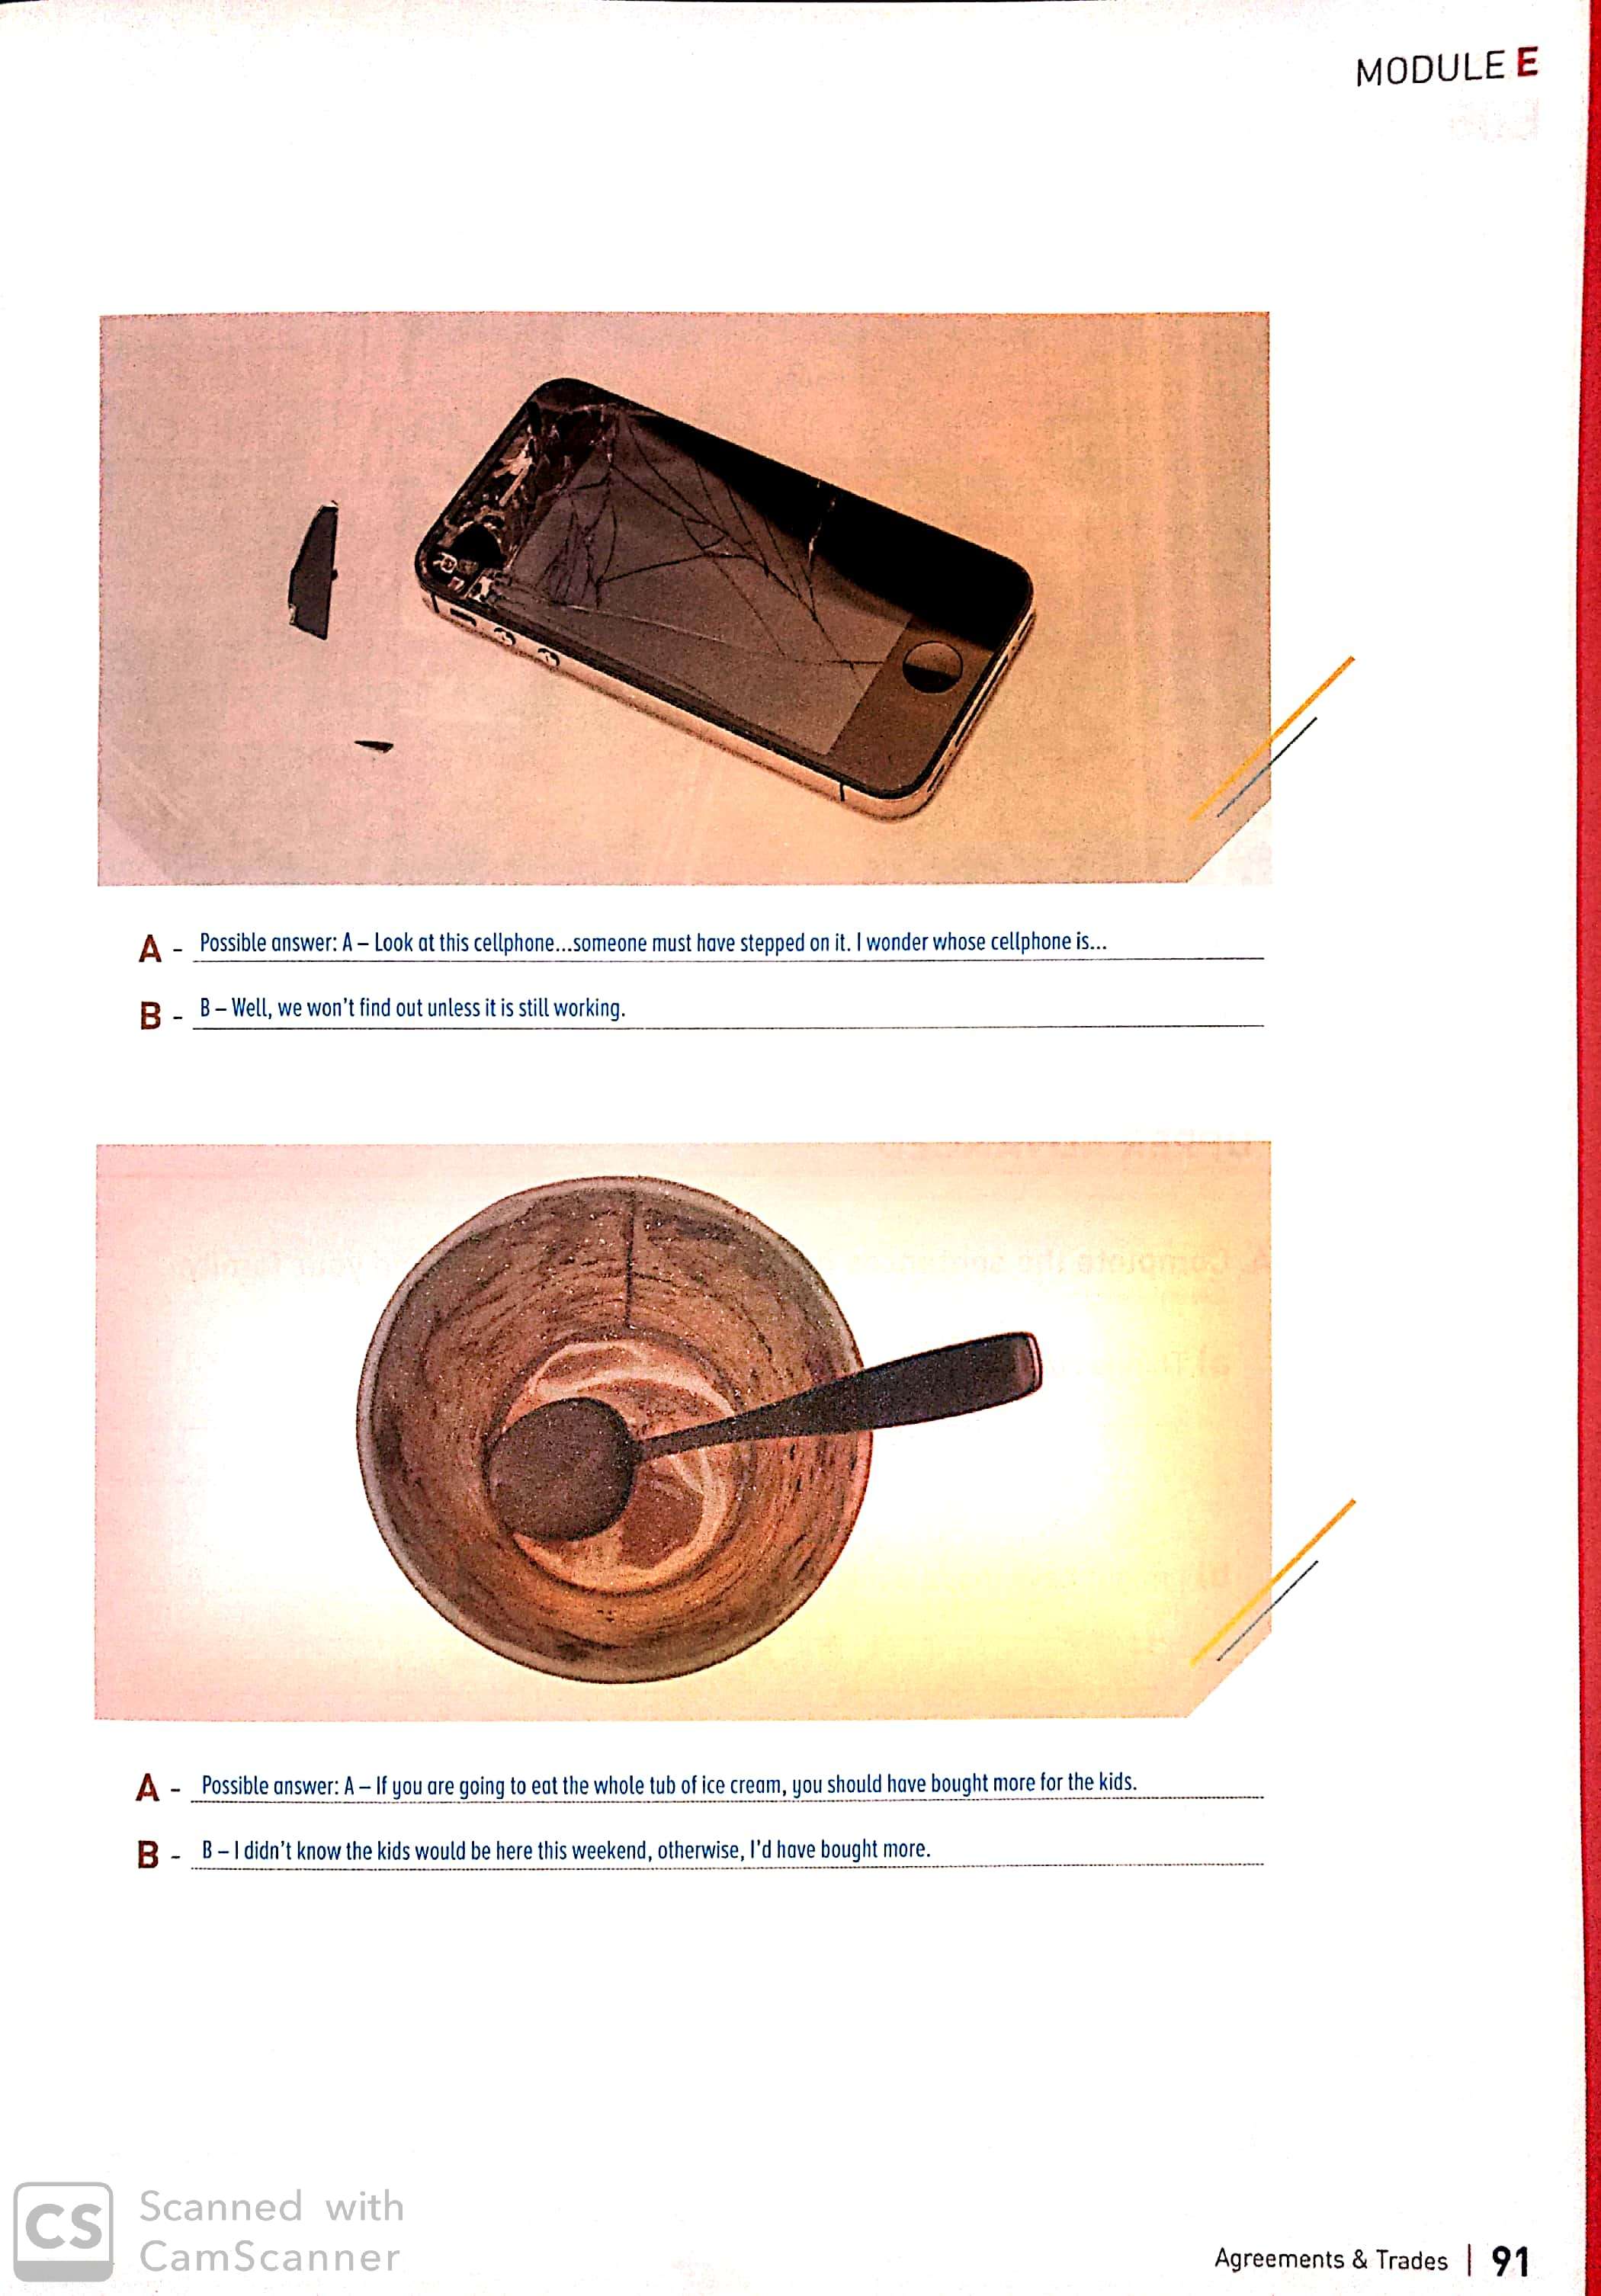 MODULE E
A - Possible answer: A – Look at this cellphone...someone must have stepped on it. I wonder whose cellphone is...
B - B – Well, we won't find out unless it is still working.
A - Possible answer: A – If you are going to eat the whole tub of ice cream, you should have bought more for the kids.
B - B – I didn't know the kids would be here this weekend, otherwise, I'd have bought more.
CS Scanned with
CamScanner
Agreements & Trades | 91